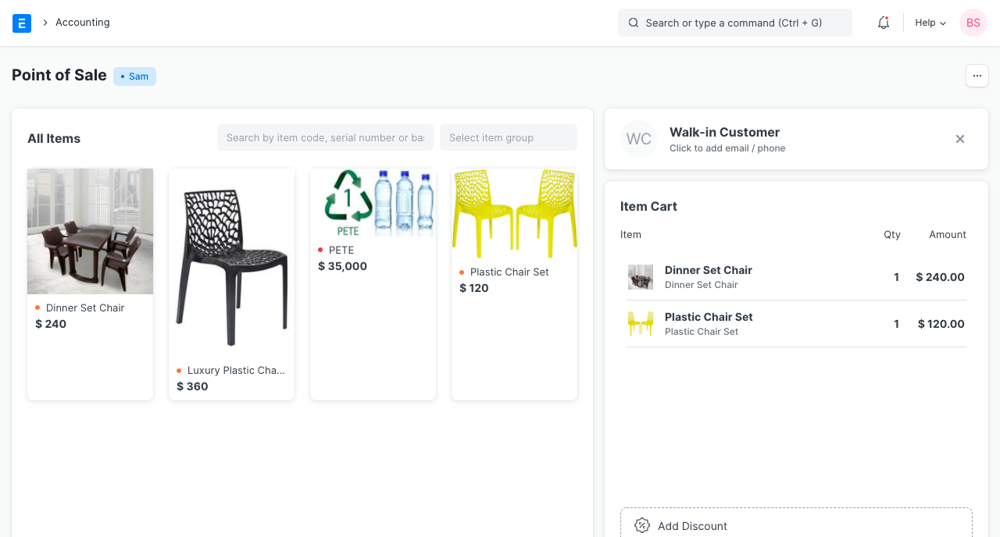 E
Accounting
Search or type a command (Ctrl + G)
Help
BS
Point of Sale
Sam
...
All Items
Search by item code, serial number or bar
Select item group
Dinner Set Chair
$ 240
Luxury Plastic Cha...
$ 360
1
PETE
PETE
$ 35,000
Plastic Chair Set
$ 120
WC
Walk-in Customer
Click to add email / phone
Item Cart
Item Qty Amount
Dinner Set Chair
Dinner Set Chair
1 $ 240.00
Plastic Chair Set
Plastic Chair Set
1 $ 120.00
Add Discount